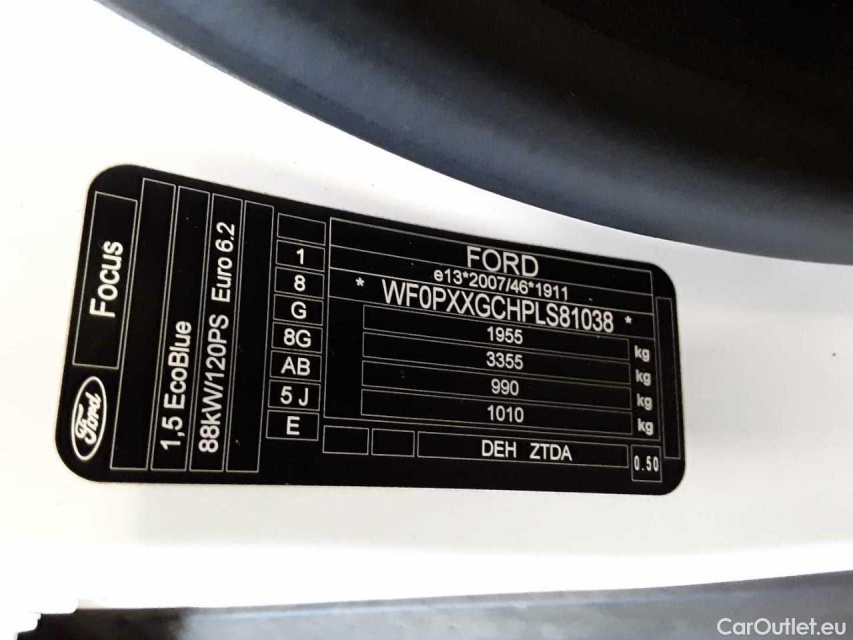 Ford
Focus
1,5 EcoBlue
88kW/120PS Euro 6.2
1
8
G
8G
AB
5 J
E
FORD
e13*2007/46*1911
* WF0PXXGCHPLS81038 *
1955 kg
3355 kg
990 kg
1010 kg
DEH ZTDA
0.50
CarOutlet.eu